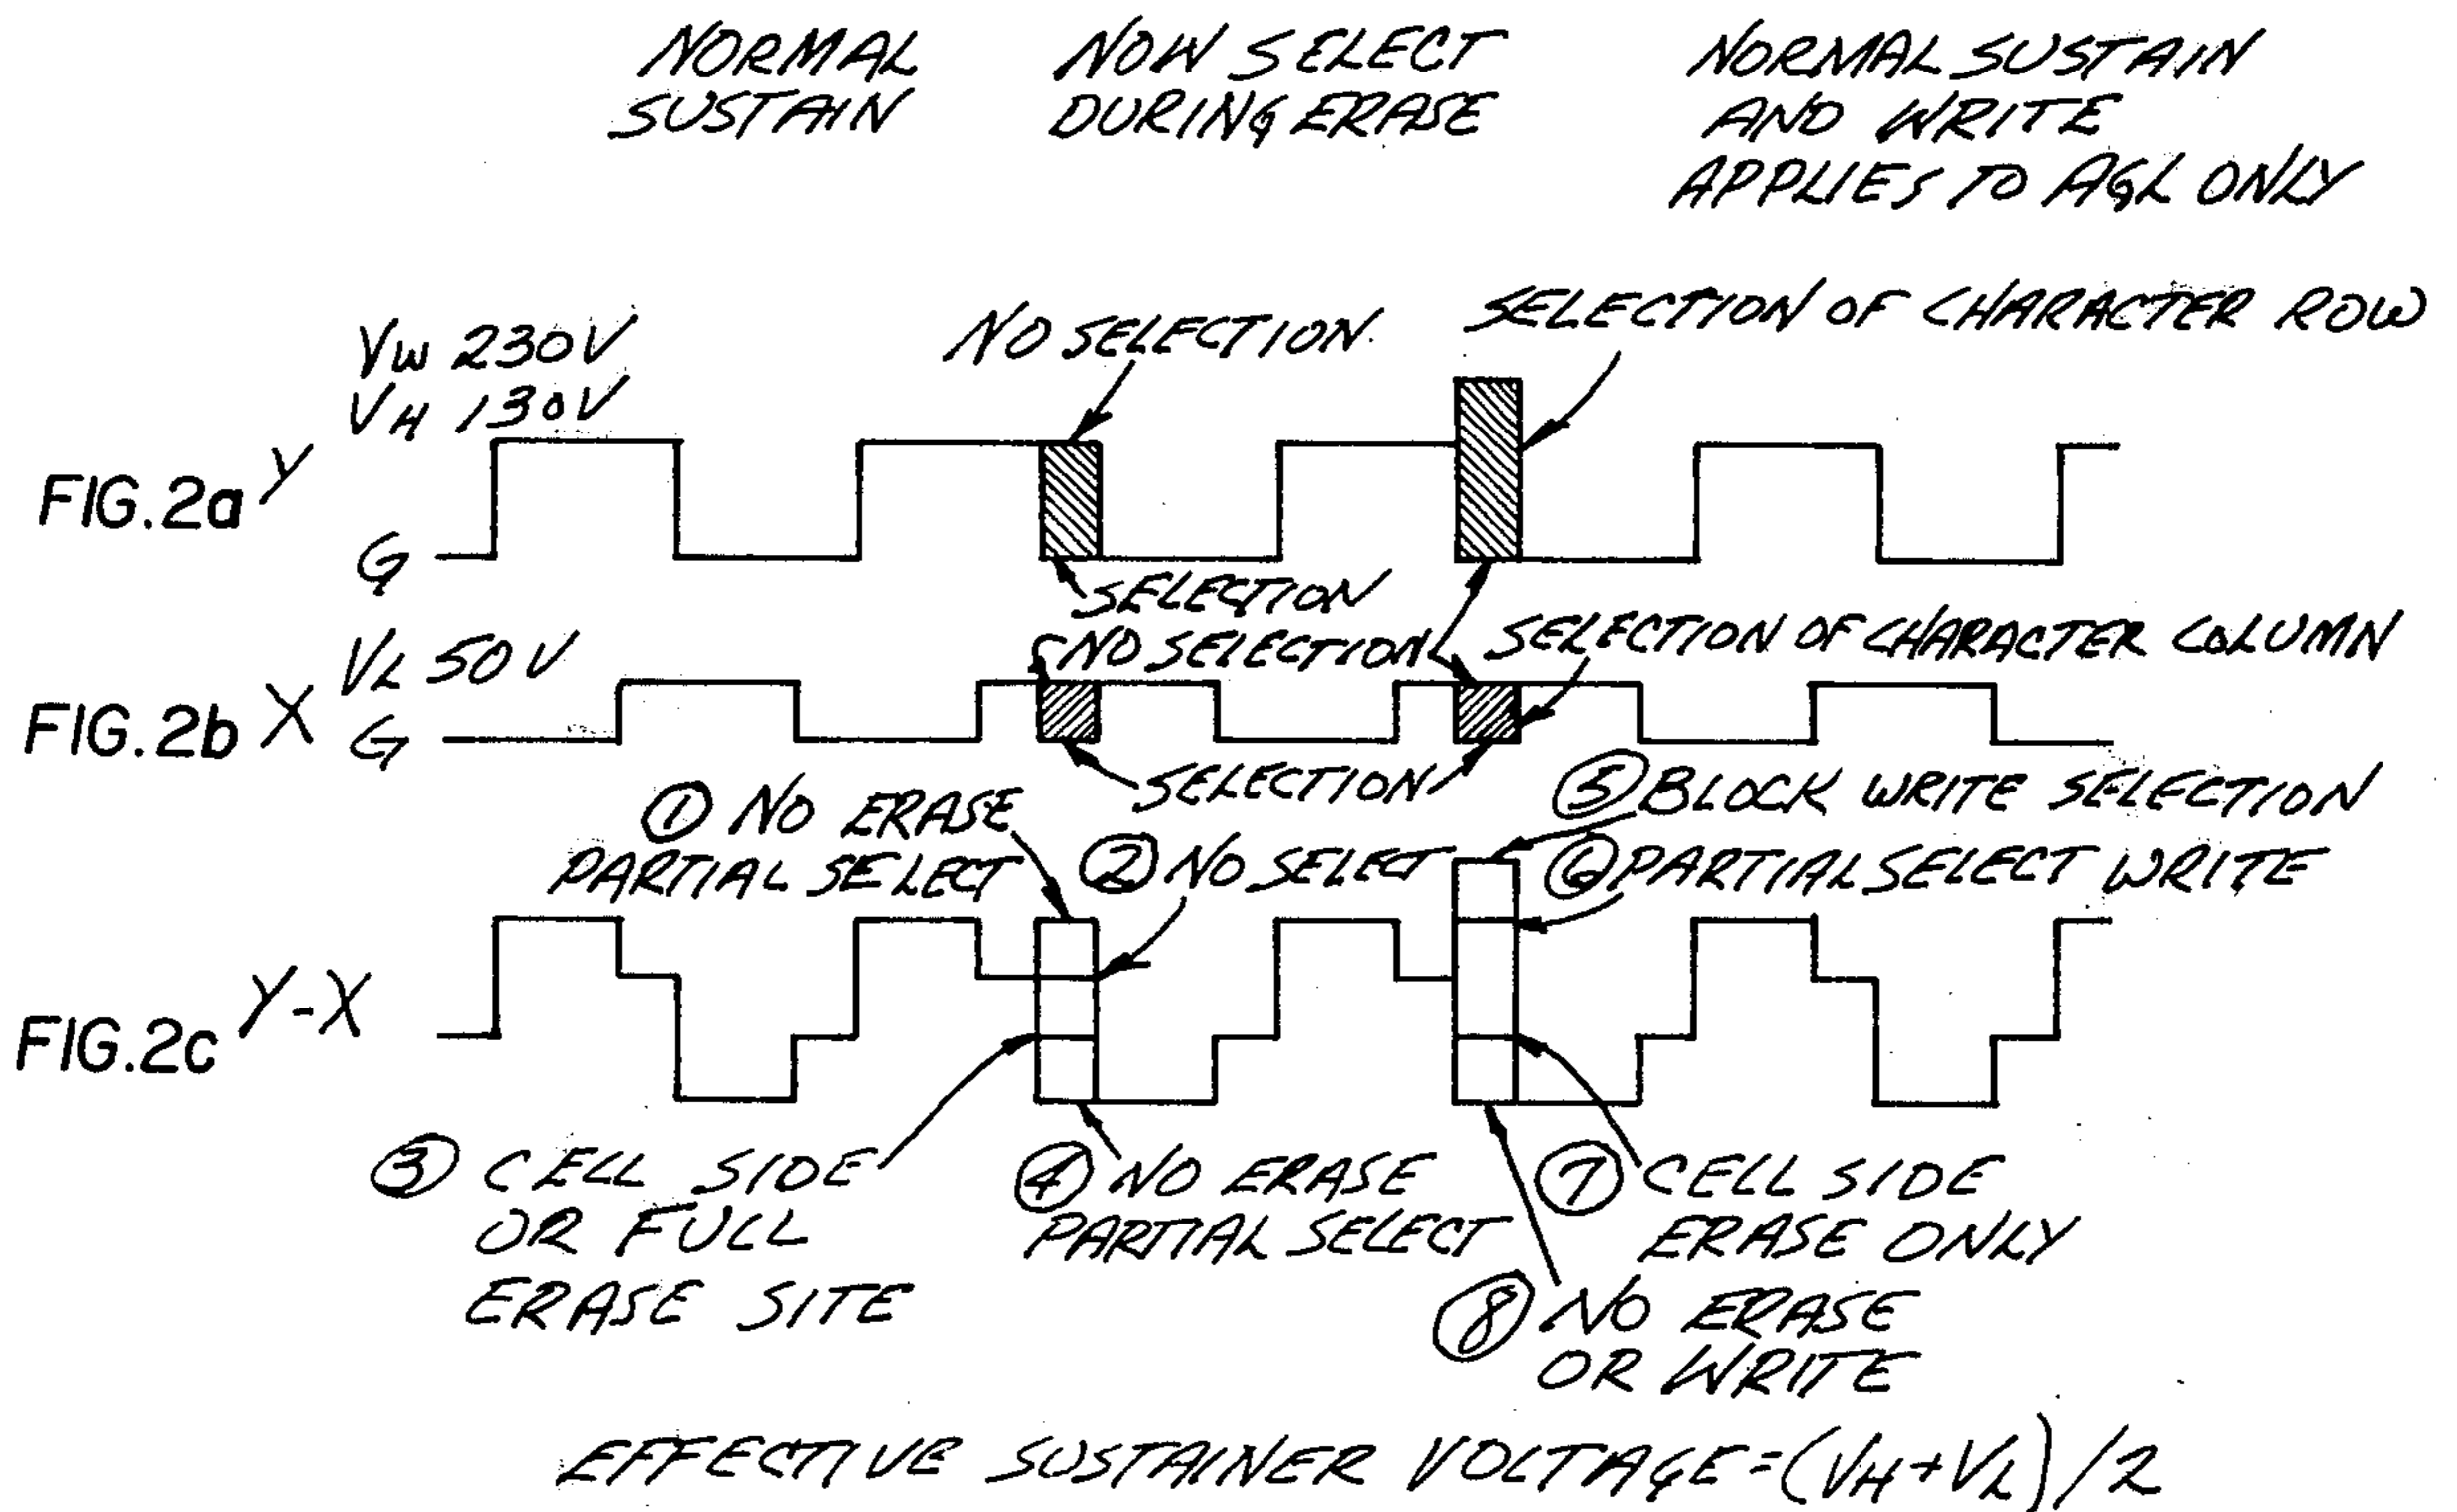 NORMAL
SUSTAIN
NOW SELECT
DURING ERASE
NORMAL SUSTAIN
AND WRITE
APPLIES TO AGL ONLY
VW 230V
VH 130V
NO SELECTION
SELECTION OF CHARACTER ROW
FIG.2a Y
G
SELECTION
NO SELECTION
SELECTION OF CHARACTER COLUMN
VL 50V
FIG.2b X
G
SELECTION
① NO ERASE
PARTIAL SELECT
② NO SELECT
⑤ BLOCK WRITE SELECTION
⑥ PARTIAL SELECT WRITE
FIG.2c Y-X
③ CELL SIDE
OR FULL
ERASE SITE
④ NO ERASE
PARTIAL SELECT
⑦ CELL SIDE
ERASE ONLY
⑧ NO ERASE
OR WRITE
EFFECTIVE SUSTAINER VOLTAGE=(VH+VL)/2